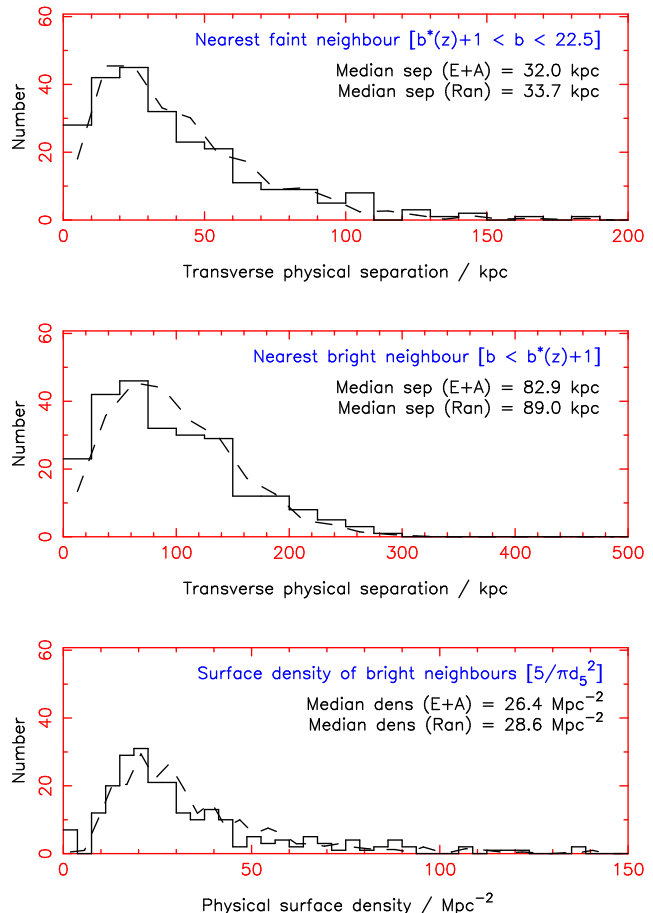 Nearest faint neighbour [b*(z)+1 < b < 22.5]
Median sep (E+A) = 32.0 kpc
Median sep (Ran) = 33.7 kpc
Number
60
40
20
0
0 50 100 150 200
Transverse physical separation / kpc
Nearest bright neighbour [b < b*(z)+1]
Median sep (E+A) = 82.9 kpc
Median sep (Ran) = 89.0 kpc
Number
60
40
20
0
0 100 200 300 400 500
Transverse physical separation / kpc
Surface density of bright neighbours [5/πd₅²]
Median dens (E+A) = 26.4 Mpc⁻²
Median dens (Ran) = 28.6 Mpc⁻²
Number
60
40
20
0
0 50 100 150
Physical surface density / Mpc⁻²